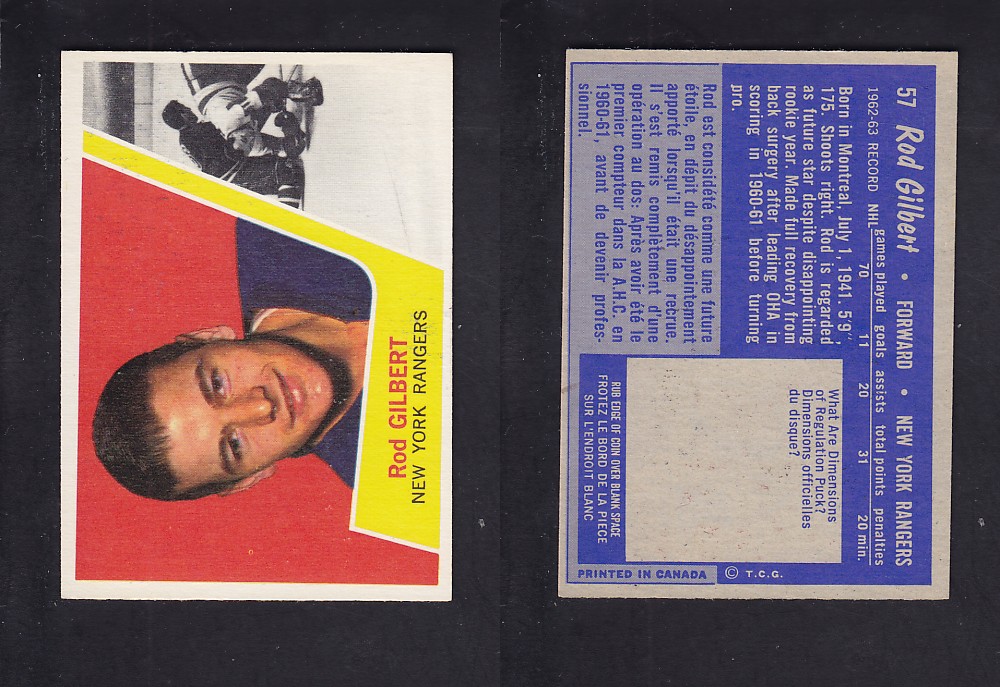 Rod GILBERT
NEW YORK RANGERS
57 Rod Gilbert • FORWARD • NEW YORK RANGERS
1962-63 RECORD NHL games played goals assists total points penalties
70 11 20 31 20 min.
Born in Montreal, July 1, 1941. 5'9",
175. Shoots right. Rod is regarded
as future star despite disappointing
rookie year. Made full recovery from
back surgery after leading OHA in
scoring in 1960-61 before turning
pro.
Rod est considété comme une future
étoile, en dépit du désappointement
apporté lorsqu'il était une recrue.
Il s'est remis complètement d'une
opération au dos: Après avoir été le
premier compteur dans la A.H.C. en
1960-61, avant de devenir profes-
sionnel.
What Are Dimensions
of Regulation Puck?
Dimensions officielles
du disque?
RUB EDGE OF COIN OVER BLANK SPACE
FROTEZ LE BORD DE LA PIECE
SUR L'ENDROIT BLANC
PRINTED IN CANADA
© T.C.G.